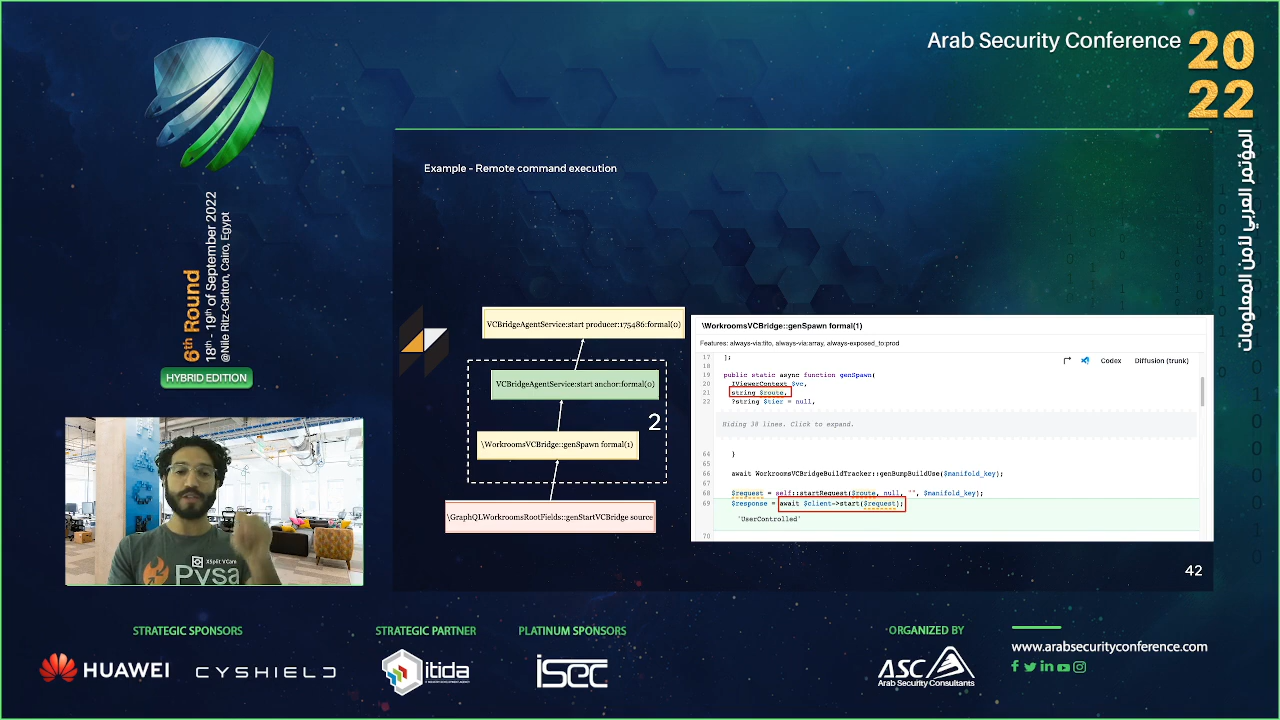 Arab Security Conference
20
22
المؤتمر العربي لأمن المعلومات
6th Round
18th - 19th of September 2022
@Nile Ritz-Carlton, Cairo, Egypt
HYBRID EDITION
Example - Remote command execution
VCBridgeAgentService:start producer:175486:formal(0)
VCBridgeAgentService:start anchor:formal(0)
2
\WorkroomsVCBridge::genSpawn formal(1)
\GraphQLWorkroomsRootFields::genStartVCBridge source
\WorkroomsVCBridge::genSpawn formal(1)
Features: always-via:tito, always-via:array, always-exposed_to:prod
Codex Diffusion (trunk)
17 ];
18
19 public static async function genSpawn(
20 IViewerContext $vc,
21 string $route,
22 ?string $tier = null,
Hiding 38 lines. Click to expand.
64 }
65
66 await WorkroomsVCBridgeBuildTracker::genBumpBuildUse($manifold_key);
67
68 $request = self::startRequest($route, null, "", $manifold_key);
69 $response = await $client->start($request);
'UserControlled'
70
42
XSplit VCam
Pysa
STRATEGIC SPONSORS
HUAWEI
CYSHIELD
STRATEGIC PARTNER
itida
PLATINUM SPONSORS
isec
ORGANIZED BY
ASC
Arab Security Consultants
www.arabsecurityconference.com